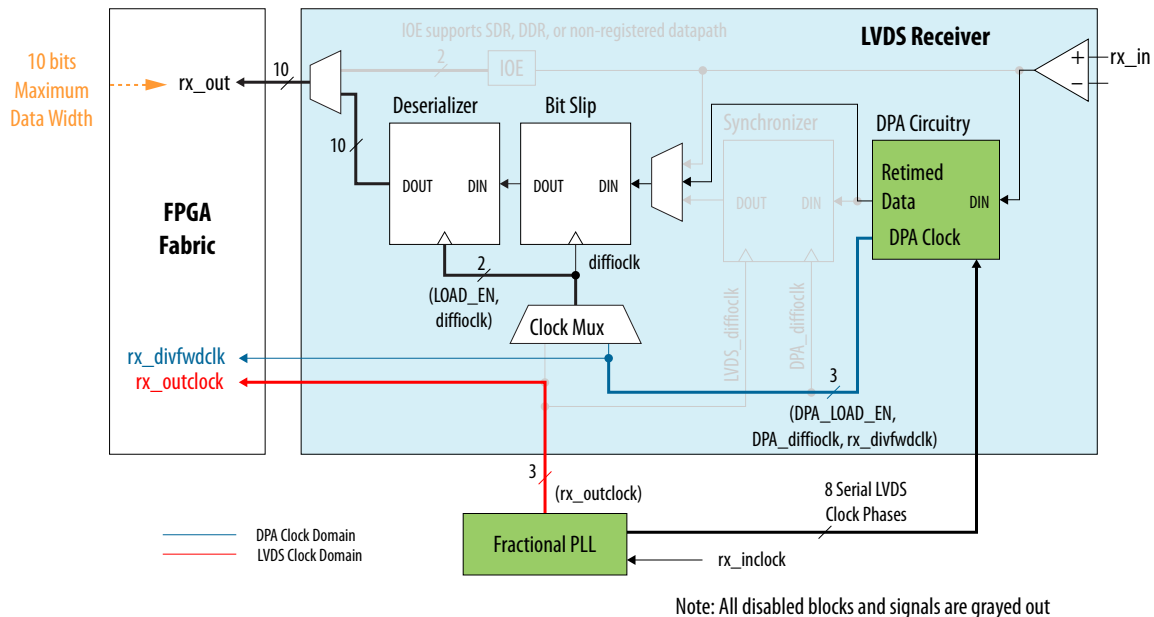 IOE supports SDR, DDR, or non-registered datapath
LVDS Receiver
10 bits
Maximum
Data Width
rx_out
10
2
IOE
+
−
rx_in
Deserializer
Bit Slip
Synchronizer
DPA Circuitry
10
DOUT
DIN
DOUT
DIN
DOUT
DIN
Retimed
Data
DIN
DPA Clock
FPGA
Fabric
2
(LOAD_EN,
diffioclk)
diffioclk
Clock Mux
LVDS_diffioclk
DPA_diffioclk
rx_divfwdclk
rx_outclock
3
(DPA_LOAD_EN,
DPA_diffioclk, rx_divfwdclk)
3
(rx_outclock)
8 Serial LVDS
Clock Phases
Fractional PLL
rx_inclock
DPA Clock Domain
LVDS Clock Domain
Note: All disabled blocks and signals are grayed out